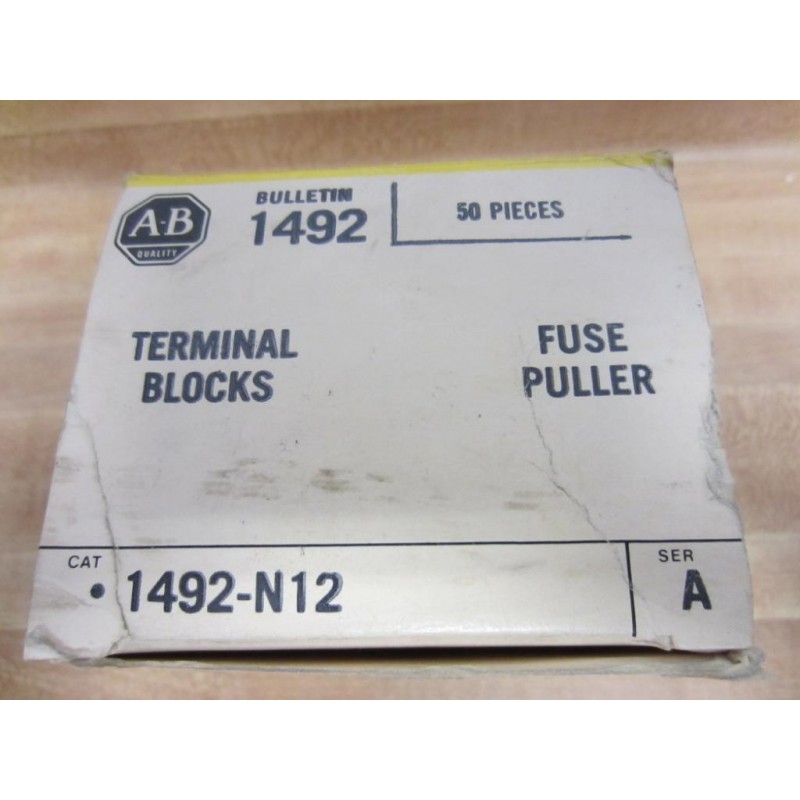 A-B
QUALITY
BULLETIN
1492
50 PIECES
TERMINAL
BLOCKS
FUSE
PULLER
CAT
• 1492-N12
SER
A